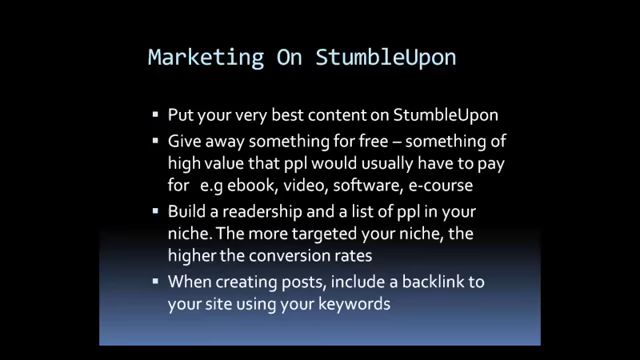 Marketing On StumbleUpon
▪ Put your very best content on StumbleUpon
▪ Give away something for free – something of
high value that ppl would usually have to pay
for e.g ebook, video, software, e-course
▪ Build a readership and a list of ppl in your
niche. The more targeted your niche, the
higher the conversion rates
▪ When creating posts, include a backlink to
your site using your keywords